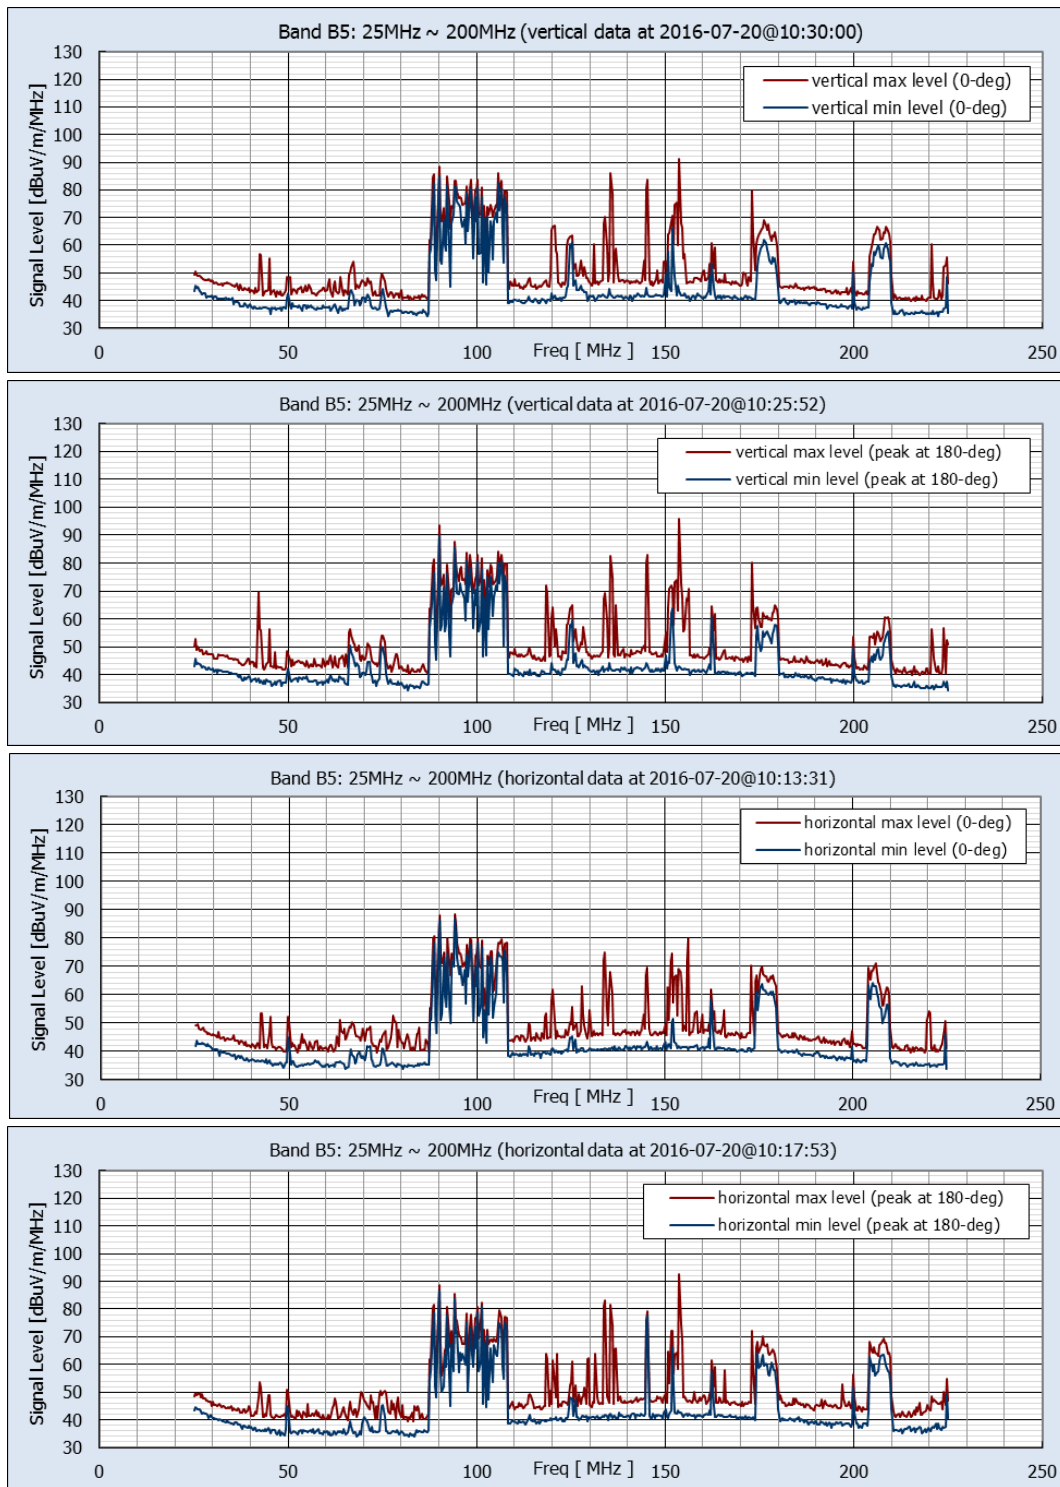 Band B5: 25MHz ~ 200MHz (vertical data at 2016-07-20@10:30:00)
Signal Level [dBuV/m/MHz]
130
120
110
100
90
80
70
60
50
40
30
vertical max level (0-deg)
vertical min level (0-deg)
0 50 100 150 200 250
Freq [ MHz ]
Band B5: 25MHz ~ 200MHz (vertical data at 2016-07-20@10:25:52)
Signal Level [dBuV/m/MHz]
130
120
110
100
90
80
70
60
50
40
30
vertical max level (peak at 180-deg)
vertical min level (peak at 180-deg)
0 50 100 150 200 250
Freq [ MHz ]
Band B5: 25MHz ~ 200MHz (horizontal data at 2016-07-20@10:13:31)
Signal Level [dBuV/m/MHz]
130
120
110
100
90
80
70
60
50
40
30
horizontal max level (0-deg)
horizontal min level (0-deg)
0 50 100 150 200 250
Freq [ MHz ]
Band B5: 25MHz ~ 200MHz (horizontal data at 2016-07-20@10:17:53)
Signal Level [dBuV/m/MHz]
130
120
110
100
90
80
70
60
50
40
30
horizontal max level (peak at 180-deg)
horizontal min level (peak at 180-deg)
0 50 100 150 200 250
Freq [ MHz ]